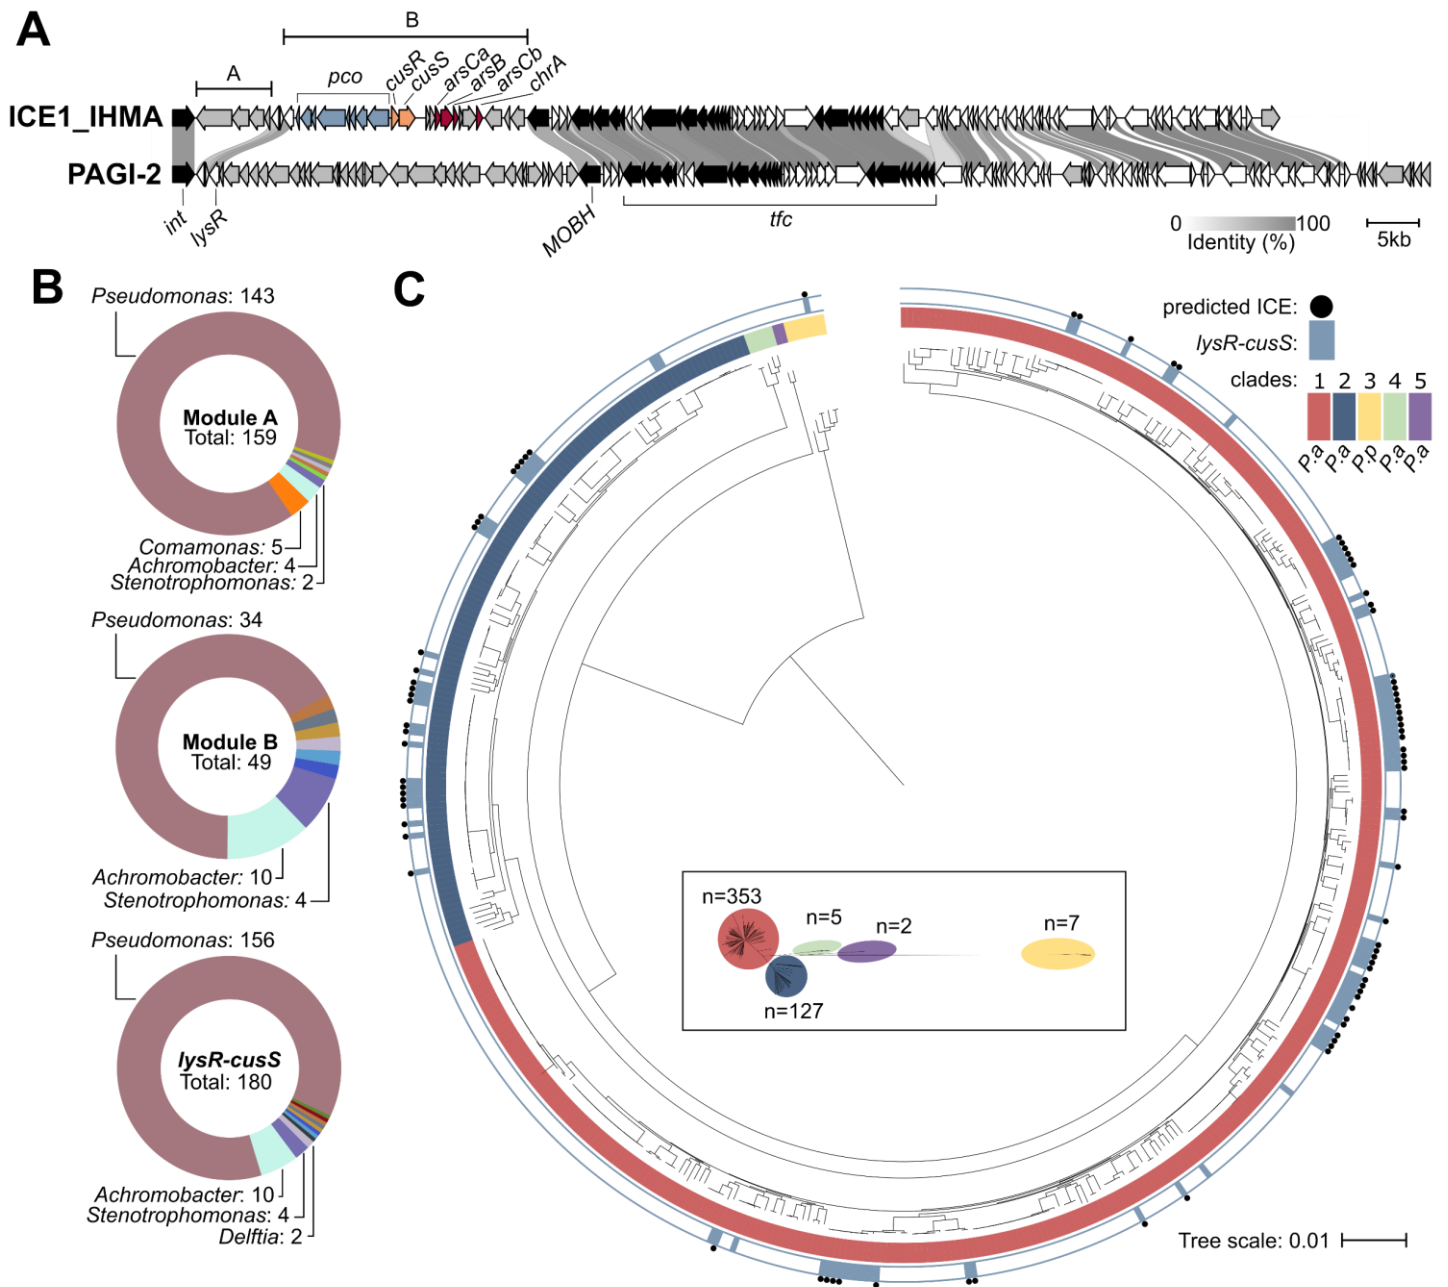 A
B
A
pco
cusR
cusS
arsCa
arsB
arsCb
chrA
ICE1_IHMA
PAGI-2
int
lysR
MOBH
tfc
0
100
Identity (%)
5kb
B
Pseudomonas: 143
Module A
Total: 159
Comamonas: 5
Achromobacter: 4
Stenotrophomonas: 2
Pseudomonas: 34
Module B
Total: 49
Achromobacter: 10
Stenotrophomonas: 4
Pseudomonas: 156
lysR-cusS
Total: 180
Achromobacter: 10
Stenotrophomonas: 4
Delftia: 2
C
predicted ICE:
lysR-cusS:
clades: 1 2 3 4 5
P.a P.a P.p P.a P.a
n=353
n=5
n=2
n=7
n=127
Tree scale: 0.01